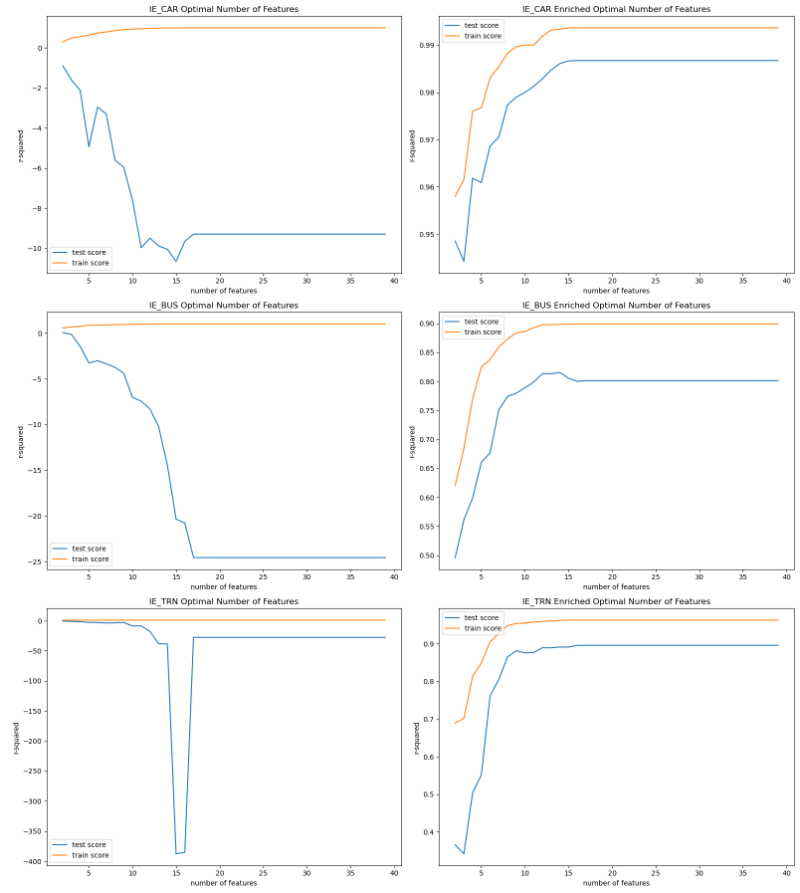 IE_CAR Optimal Number of Features
0
−2
−4
−6
−8
−10
r-squared
test score
train score
5 10 15 20 25 30 35 40
number of features
IE_CAR Enriched Optimal Number of Features
test score
train score
0.99
0.98
0.97
0.96
0.95
r-squared
5 10 15 20 25 30 35 40
number of features
IE_BUS Optimal Number of Features
0
−5
−10
−15
−20
−25
r-squared
test score
train score
5 10 15 20 25 30 35 40
number of features
IE_BUS Enriched Optimal Number of Features
test score
train score
0.90
0.85
0.80
0.75
0.70
0.65
0.60
0.55
0.50
r-squared
5 10 15 20 25 30 35 40
number of features
IE_TRN Optimal Number of Features
0
−50
−100
−150
−200
−250
−300
−350
−400
r-squared
test score
train score
5 10 15 20 25 30 35 40
number of features
IE_TRN Enriched Optimal Number of Features
test score
train score
0.9
0.8
0.7
0.6
0.5
0.4
r-squared
5 10 15 20 25 30 35 40
number of features